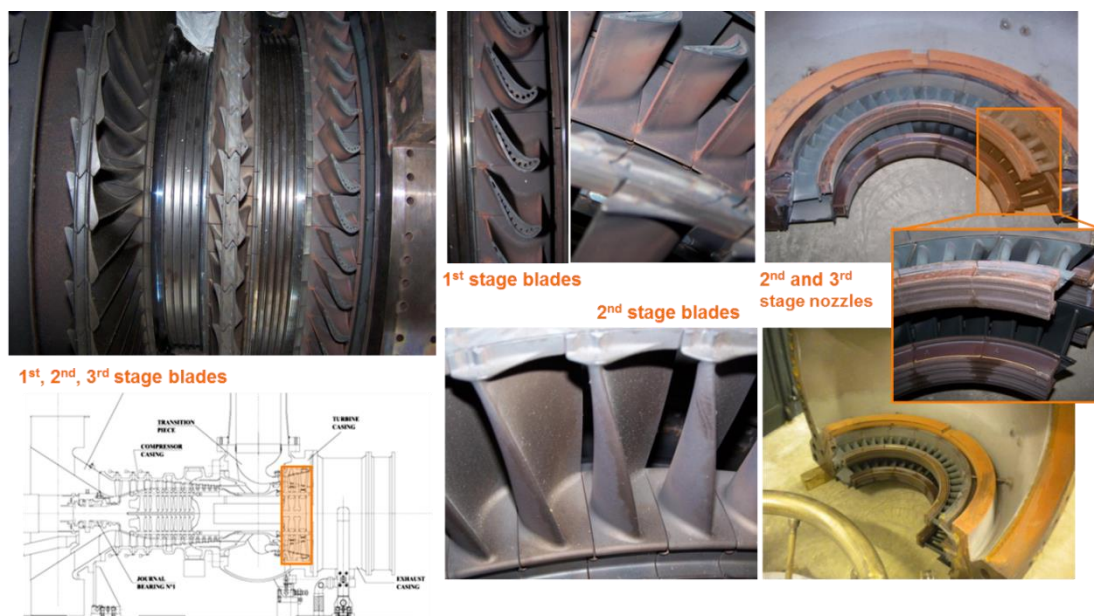 1st stage blades
2nd and 3rd
stage nozzles
2nd stage blades
1st, 2nd, 3rd stage blades
TRANSITION
PIECE
TURBINE
CASING
COMPRESSOR
CASING
JOURNAL
BEARING Nº1
EXHAUST
CASING